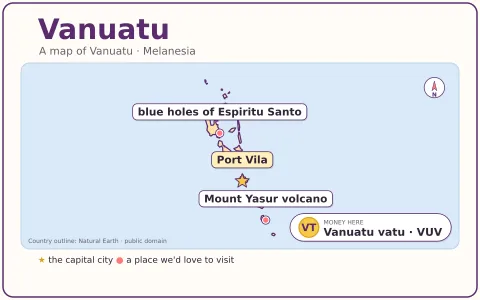 Vanuatu
A map of Vanuatu · Melanesia
N
blue holes of Espiritu Santo
Port Vila
Mount Yasur volcano
VT
MONEY HERE
Vanuatu vatu · VUV
Country outline: Natural Earth · public domain
★ the capital city ● a place we'd love to visit